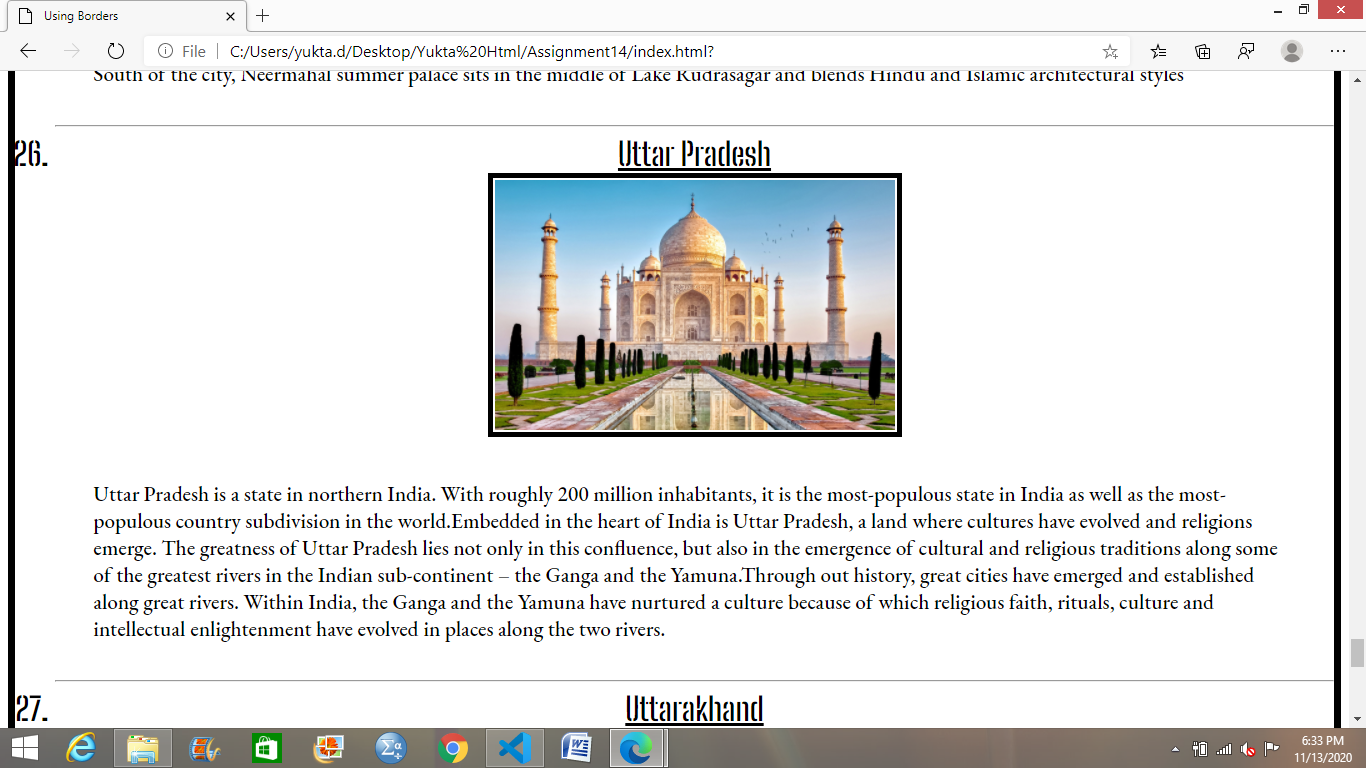 Using Borders
File
C:/Users/yukta.d/Desktop/Yukta%20Html/Assignment14/index.html?
South of the city, Neermahal summer palace sits in the middle of Lake Rudrasagar and blends Hindu and Islamic architectural styles
26. Uttar Pradesh
Uttar Pradesh is a state in northern India. With roughly 200 million inhabitants, it is the most-populous state in India as well as the most-
populous country subdivision in the world.Embedded in the heart of India is Uttar Pradesh, a land where cultures have evolved and religions
emerge. The greatness of Uttar Pradesh lies not only in this confluence, but also in the emergence of cultural and religious traditions along some
of the greatest rivers in the Indian sub-continent – the Ganga and the Yamuna.Through out history, great cities have emerged and established
along great rivers. Within India, the Ganga and the Yamuna have nurtured a culture because of which religious faith, rituals, culture and
intellectual enlightenment have evolved in places along the two rivers.
27. Uttarakhand
6:33 PM
11/13/2020